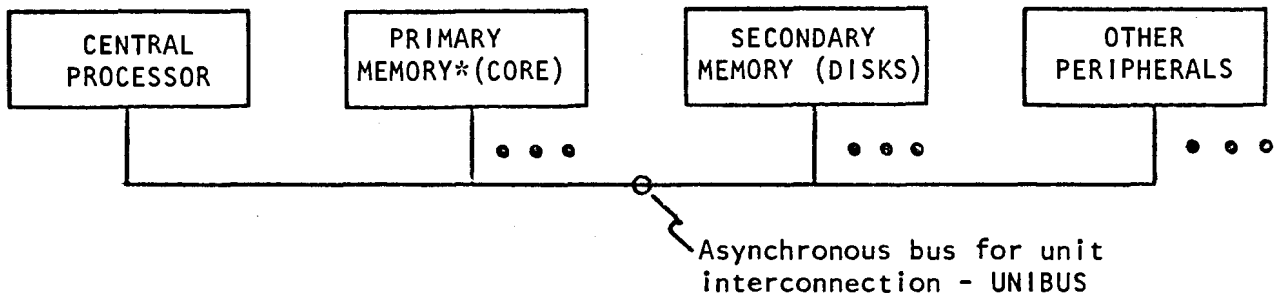 CENTRAL
PROCESSOR
PRIMARY
MEMORY*(CORE)
SECONDARY
MEMORY (DISKS)
OTHER
PERIPHERALS
Asynchronous bus for unit
interconnection - UNIBUS